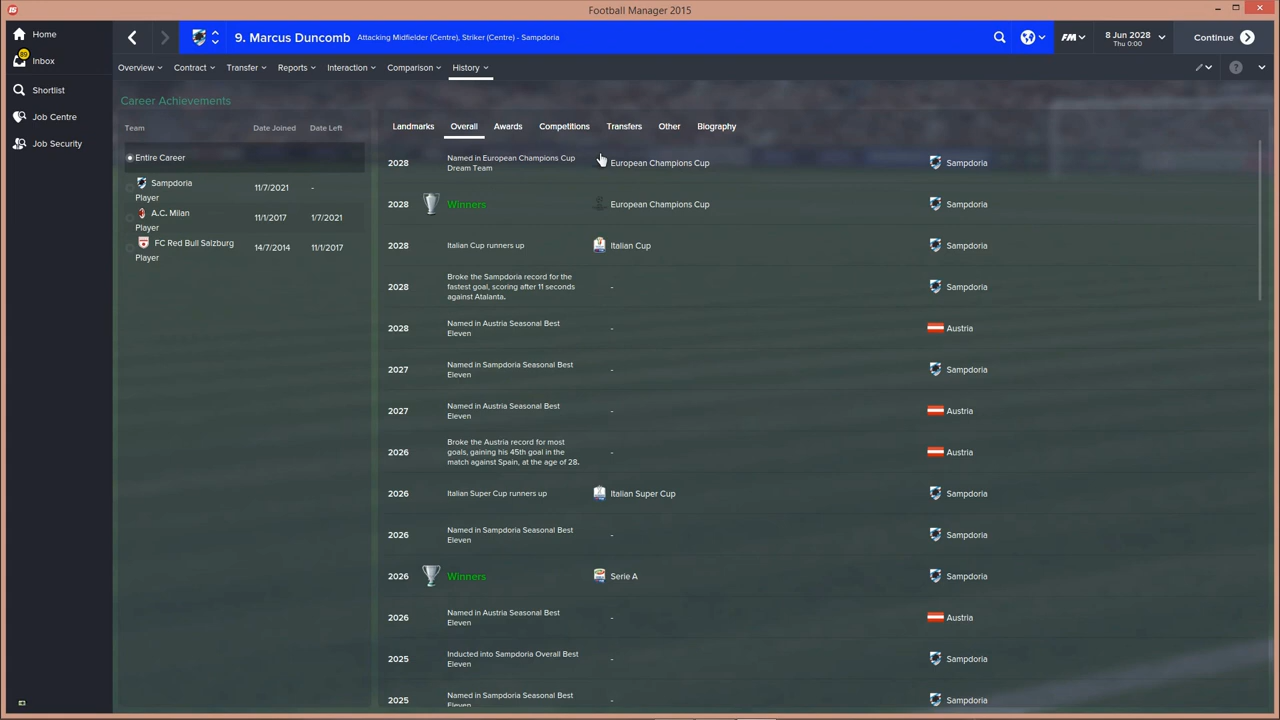 Football Manager 2015
Home
Inbox
89
Shortlist
Job Centre
Job Security
9. Marcus Duncomb Attacking Midfielder (Centre), Striker (Centre) - Sampdoria
FM
8 Jun 2028
Thu 0:00
Continue
Overview Contract Transfer Reports Interaction Comparison History
Career Achievements
Team Date Joined Date Left
Entire Career
Sampdoria 11/7/2021 -
Player
A.C. Milan 11/1/2017 1/7/2021
Player
FC Red Bull Salzburg 14/7/2014 11/1/2017
Player
Landmarks Overall Awards Competitions Transfers Other Biography
2028 Named in European Champions Cup
Dream Team European Champions Cup Sampdoria
2028 Winners European Champions Cup Sampdoria
2028 Italian Cup runners up Italian Cup Sampdoria
2028 Broke the Sampdoria record for the
fastest goal, scoring after 11 seconds
against Atalanta. - Sampdoria
2028 Named in Austria Seasonal Best
Eleven - Austria
2027 Named in Sampdoria Seasonal Best
Eleven - Sampdoria
2027 Named in Austria Seasonal Best
Eleven - Austria
2026 Broke the Austria record for most
goals, gaining his 45th goal in the
match against Spain, at the age of 28. - Austria
2026 Italian Super Cup runners up Italian Super Cup Sampdoria
2026 Named in Sampdoria Seasonal Best
Eleven - Sampdoria
2026 Winners Serie A Sampdoria
2026 Named in Austria Seasonal Best
Eleven - Austria
2025 Inducted into Sampdoria Overall Best
Eleven - Sampdoria
2025 Named in Sampdoria Seasonal Best
Eleven - Sampdoria